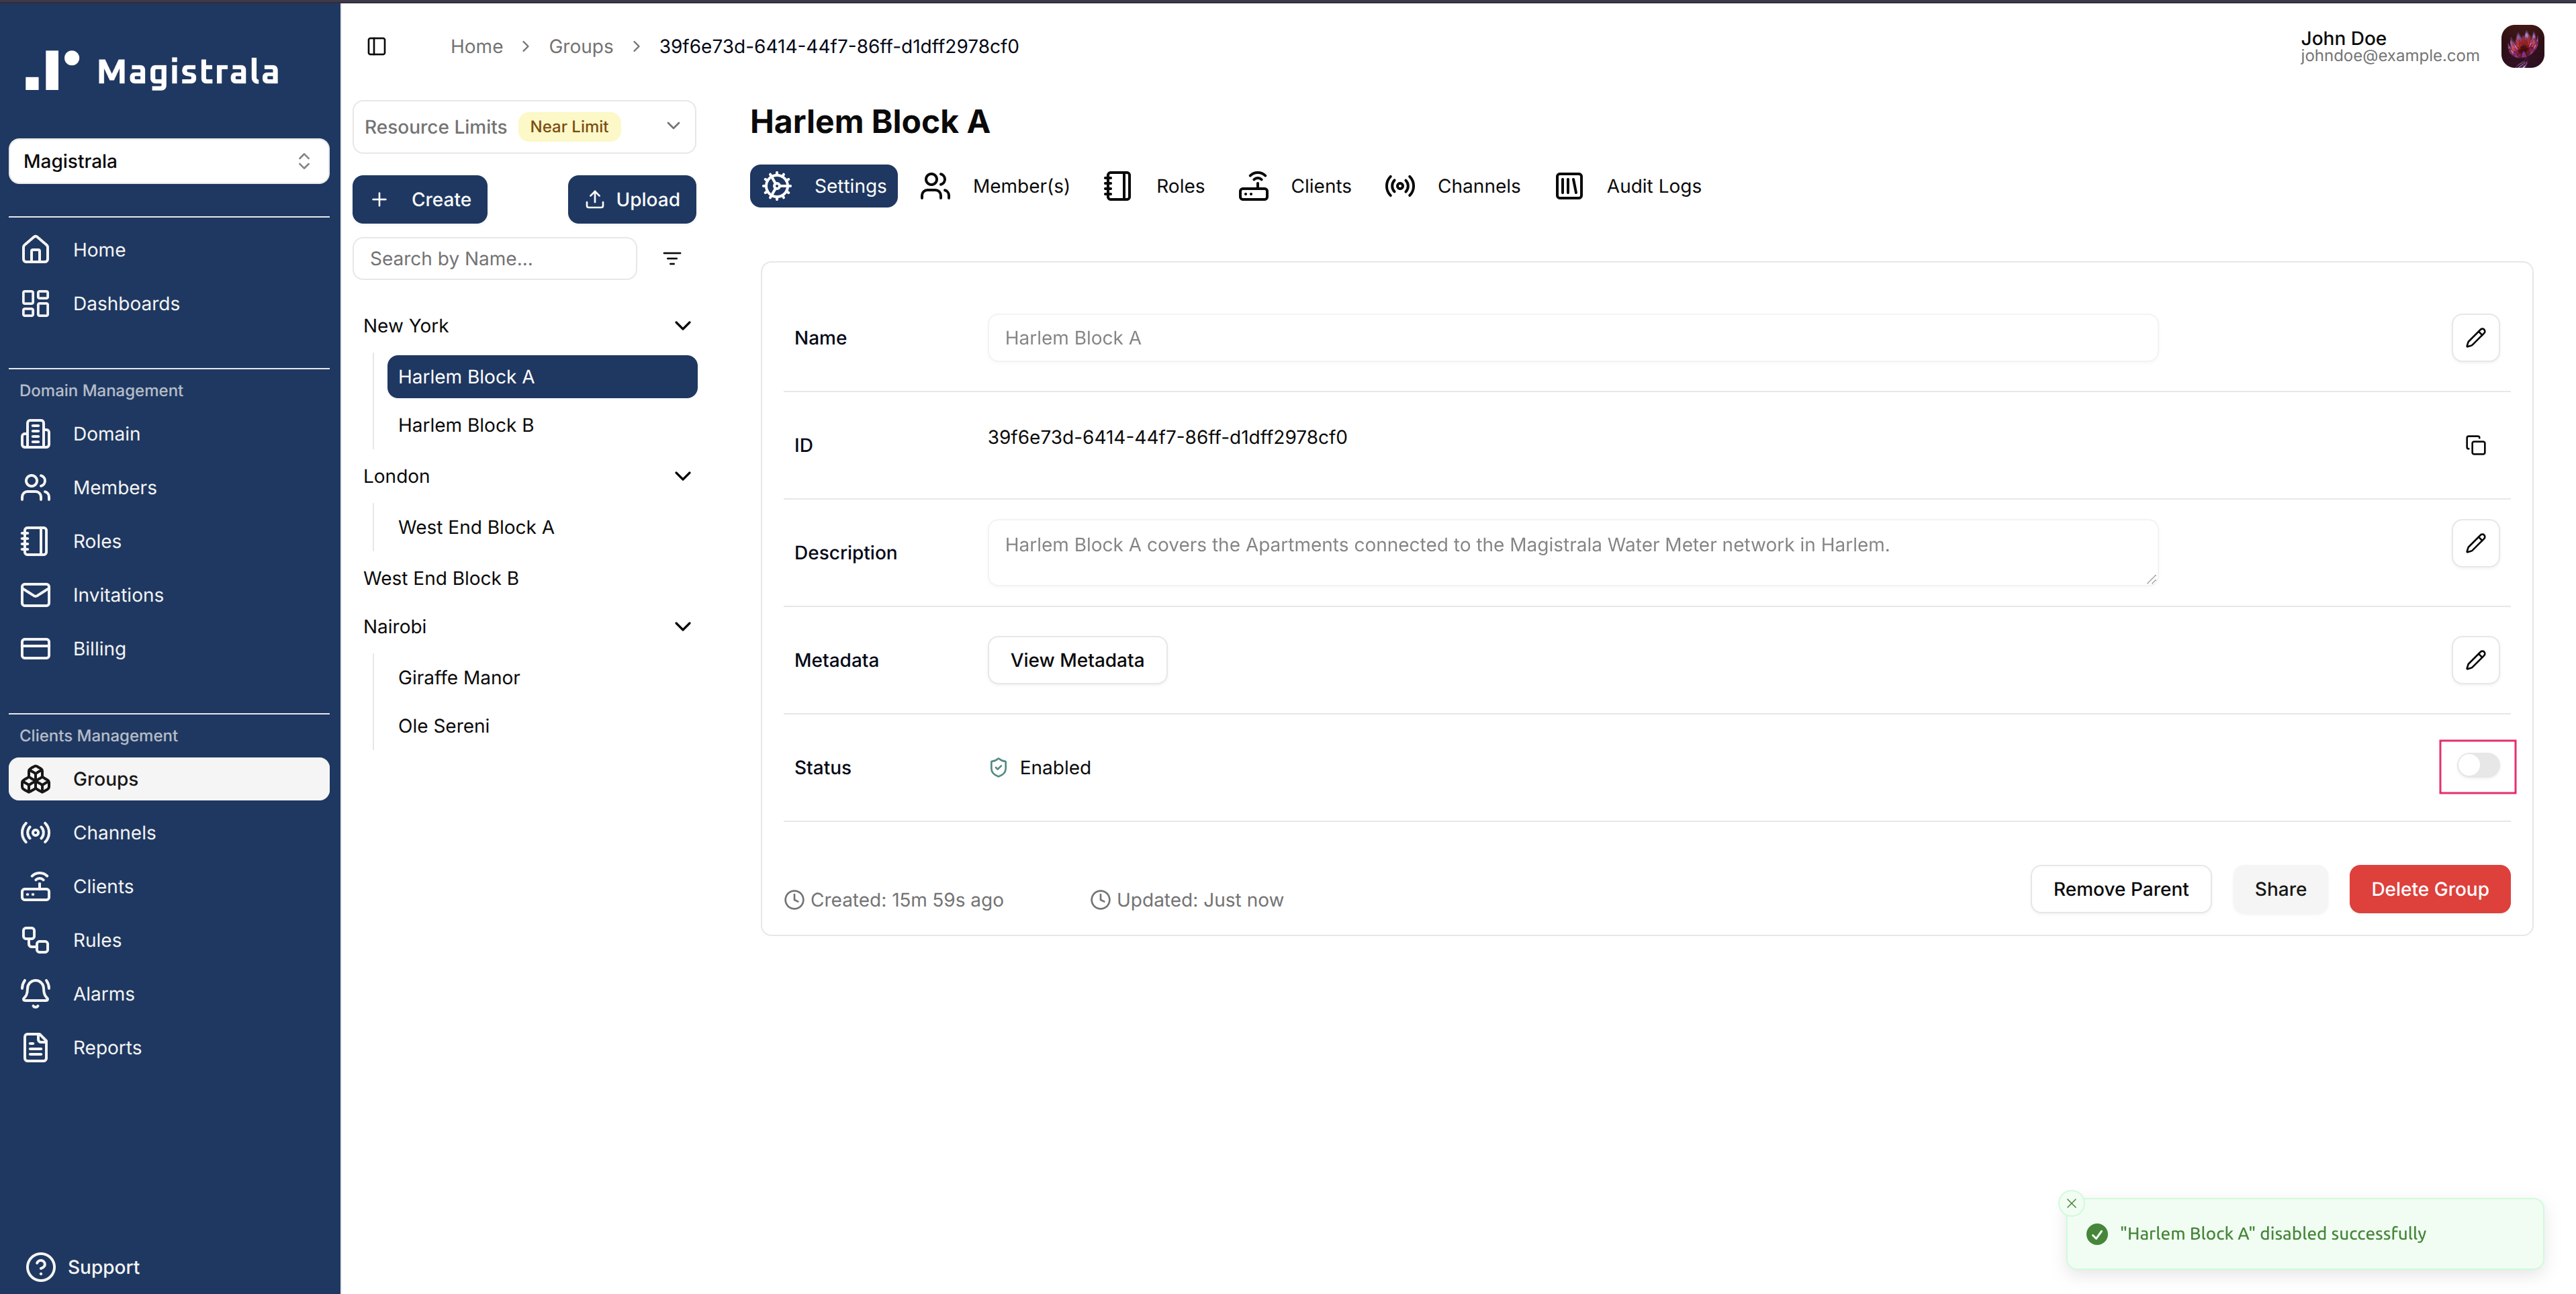 Magistrala
Magistrala
Home
Dashboards
Domain Management
Domain
Members
Roles
Invitations
Billing
Clients Management
Groups
Channels
Clients
Rules
Alarms
Reports
Support
Home > Groups > 39f6e73d-6414-44f7-86ff-d1dff2978cf0
John Doe
johndoe@example.com
Resource Limits Near Limit
Create Upload
Search by Name...
New York
Harlem Block A
Harlem Block B
London
West End Block A
West End Block B
Nairobi
Giraffe Manor
Ole Sereni
Harlem Block A
Settings Member(s) Roles Clients Channels Audit Logs
Name Harlem Block A
ID 39f6e73d-6414-44f7-86ff-d1dff2978cf0
Description Harlem Block A covers the Apartments connected to the Magistrala Water Meter network in Harlem.
Metadata View Metadata
Status Enabled
Created: 15m 59s ago Updated: Just now
Remove Parent Share Delete Group
"Harlem Block A" disabled successfully